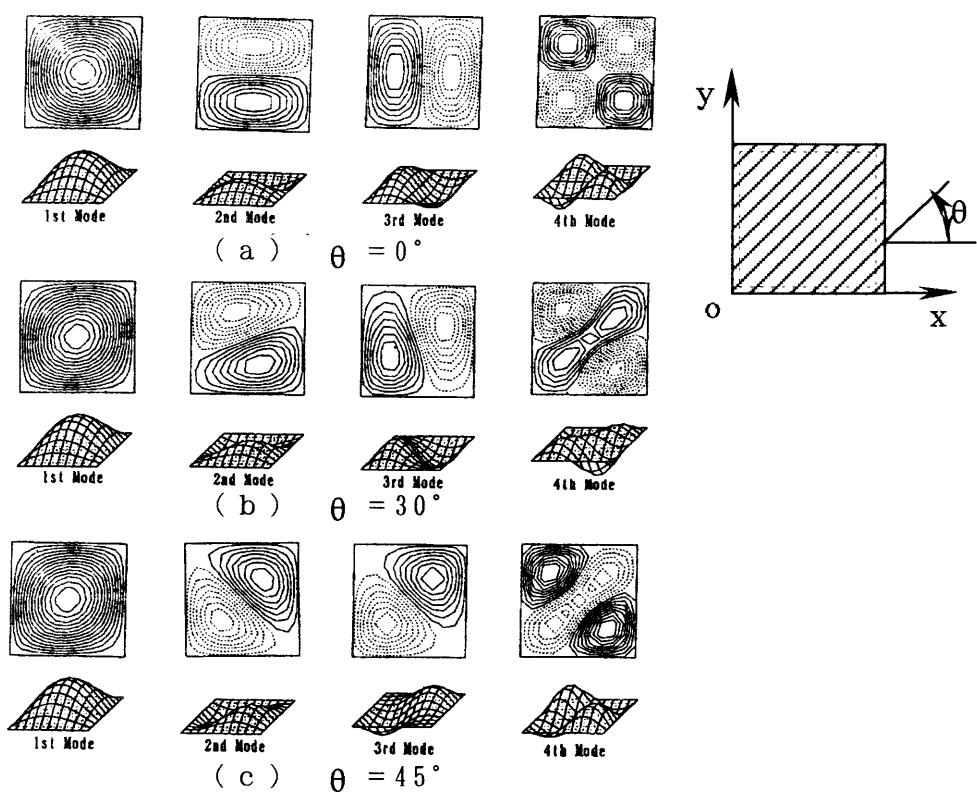 1st Mode 2nd Mode 3rd Mode 4th Mode
( a ) θ = 0°
1st Mode 2nd Mode 3rd Mode 4th Mode
( b ) θ = 30°
1st Mode 2nd Mode 3rd Mode 4th Mode
( c ) θ = 45°
y
θ
o
x